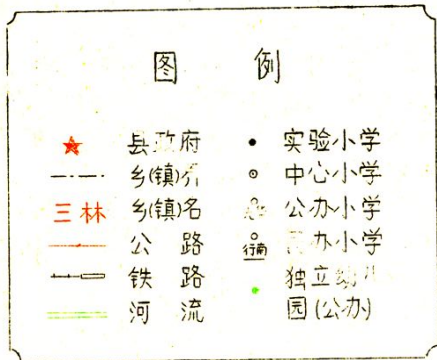 图 例
县政府
乡(镇)界
三林 乡(镇)名
公 路
铁 路
河 流
实验小学
中心小学
公办小学
行南 办小学
独立幼儿
园(公办)